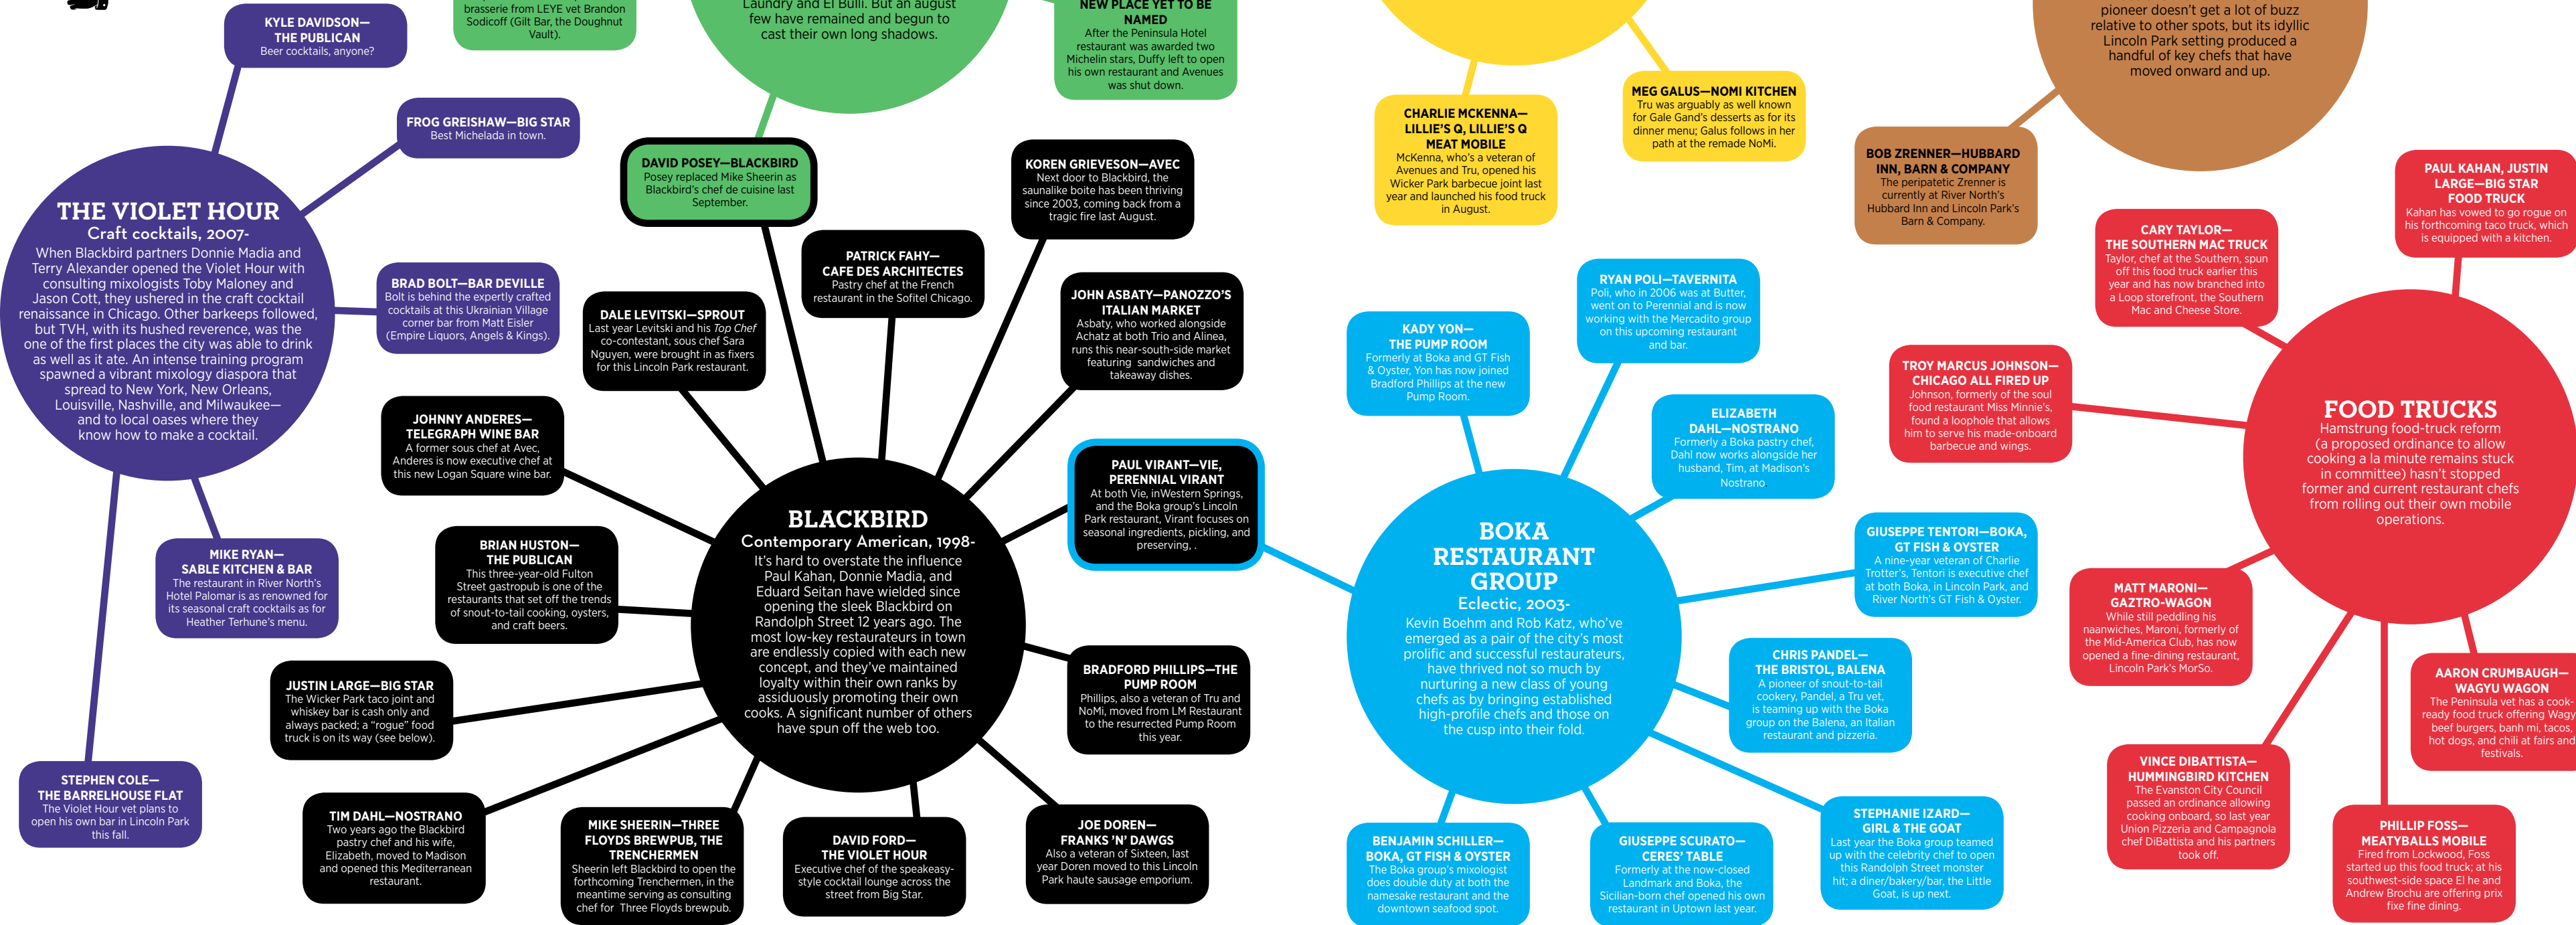 KYLE DAVIDSON—
THE PUBLICAN
Beer cocktails, anyone?
brasserie from LEYE vet Brandon
Sodicoff (Gilt Bar, the Doughnut
Vault).
Laundry and El Bulli. But an august
few have remained and begun to
cast their own long shadows.
NEW PLACE YET TO BE
NAMED
After the Peninsula Hotel
restaurant was awarded two
Michelin stars, Duffy left to open
his own restaurant and Avenues
was shut down.
pioneer doesn't get a lot of buzz
relative to other spots, but its idyllic
Lincoln Park setting produced a
handful of key chefs that have
moved onward and up.
FROG GREISHAW—BIG STAR
Best Michelada in town.
THE VIOLET HOUR
Craft cocktails, 2007-
When Blackbird partners Donnie Madia and
Terry Alexander opened the Violet Hour with
consulting mixologists Toby Maloney and
Jason Cott, they ushered in the craft cocktail
renaissance in Chicago. Other barkeeps followed,
but TVH, with its hushed reverence, was the
one of the first places the city was able to drink
as well as it ate. An intense training program
spawned a vibrant mixology diaspora that
spread to New York, New Orleans,
Louisville, Nashville, and Milwaukee—
and to local oases where they
know how to make a cocktail.
BRAD BOLT—BAR DEVILLE
Bolt is behind the expertly crafted
cocktails at this Ukrainian Village
corner bar from Matt Eisler
(Empire Liquors, Angels & Kings).
MIKE RYAN—
SABLE KITCHEN & BAR
The restaurant in River North's
Hotel Palomar is as renowned for
its seasonal craft cocktails as for
Heather Terhune's menu.
STEPHEN COLE—
THE BARRELHOUSE FLAT
The Violet Hour vet plans to
open his own bar in Lincoln Park
this fall.
DAVID POSEY—BLACKBIRD
Posey replaced Mike Sheerin as
Blackbird's chef de cuisine last
September.
KOREN GRIEVESON—AVEC
Next door to Blackbird, the
saunalike boite has been thriving
since 2003, coming back from a
tragic fire last August.
PATRICK FAHY—
CAFE DES ARCHITECTES
Pastry chef at the French
restaurant in the Sofitel Chicago.
DALE LEVITSKI—SPROUT
Last year Levitski and his Top Chef
co-contestant, sous chef Sara
Nguyen, were brought in as fixers
for this Lincoln Park restaurant.
JOHN ASBATY—PANOZZO'S
ITALIAN MARKET
Asbaty, who worked alongside
Achatz at both Trio and Alinea,
runs this near-south-side market
featuring sandwiches and
takeaway dishes.
JOHNNY ANDERES—
TELEGRAPH WINE BAR
A former sous chef at Avec,
Anderes is now executive chef at
this new Logan Square wine bar.
PAUL VIRANT—VIE,
PERENNIAL VIRANT
At both Vie, inWestern Springs,
and the Boka group's Lincoln
Park restaurant, Virant focuses on
seasonal ingredients, pickling, and
preserving, .
BRIAN HUSTON—
THE PUBLICAN
This three-year-old Fulton
Street gastropub is one of the
restaurants that set off the trends
of snout-to-tail cooking, oysters,
and craft beers.
BLACKBIRD
Contemporary American, 1998-
It's hard to overstate the influence
Paul Kahan, Donnie Madia, and
Eduard Seitan have wielded since
opening the sleek Blackbird on
Randolph Street 12 years ago. The
most low-key restaurateurs in town
are endlessly copied with each new
concept, and they've maintained
loyalty within their own ranks by
assiduously promoting their own
cooks. A significant number of others
have spun off the web too.
JUSTIN LARGE—BIG STAR
The Wicker Park taco joint and
whiskey bar is cash only and
always packed; a "rogue" food
truck is on its way (see below).
BRADFORD PHILLIPS—THE
PUMP ROOM
Phillips, also a veteran of Tru and
NoMi, moved from LM Restaurant
to the resurrected Pump Room
this year.
TIM DAHL—NOSTRANO
Two years ago the Blackbird
pastry chef and his wife,
Elizabeth, moved to Madison
and opened this Mediterranean
restaurant.
MIKE SHEERIN—THREE
FLOYDS BREWPUB, THE
TRENCHERMEN
Sheerin left Blackbird to open the
forthcoming Trenchermen, in the
meantime serving as consulting
chef for Three Floyds brewpub.
DAVID FORD—
THE VIOLET HOUR
Executive chef of the speakeasy-
style cocktail lounge across the
street from Big Star.
JOE DOREN—
FRANKS 'N' DAWGS
Also a veteran of Sixteen, last
year Doren moved to this Lincoln
Park haute sausage emporium.
CHARLIE MCKENNA—
LILLIE'S Q, LILLIE'S Q
MEAT MOBILE
McKenna, who's a veteran of
Avenues and Tru, opened his
Wicker Park barbecue joint last
year and launched his food truck
in August.
MEG GALUS—NOMI KITCHEN
Tru was arguably as well known
for Gale Gand's desserts as for its
dinner menu; Galus follows in her
path at the remade NoMi.
BOB ZRENNER—HUBBARD
INN, BARN & COMPANY
The peripatetic Zrenner is
currently at River North's
Hubbard Inn and Lincoln Park's
Barn & Company.
RYAN POLI—TAVERNITA
Poli, who in 2006 was at Butter,
went on to Perennial and is now
working with the Mercadito group
on this upcoming restaurant
and bar.
KADY YON—
THE PUMP ROOM
Formerly at Boka and GT Fish
& Oyster, Yon has now joined
Bradford Phillips at the new
Pump Room.
ELIZABETH
DAHL—NOSTRANO
Formerly a Boka pastry chef,
Dahl now works alongside her
husband, Tim, at Madison's
Nostrano.
BOKA
RESTAURANT
GROUP
Eclectic, 2003-
Kevin Boehm and Rob Katz, who've
emerged as a pair of the city's most
prolific and successful restaurateurs,
have thrived not so much by
nurturing a new class of young
chefs as by bringing established
high-profile chefs and those on
the cusp into their fold.
GIUSEPPE TENTORI—BOKA,
GT FISH & OYSTER
A nine-year veteran of Charlie
Trotter's, Tentori is executive chef
at both Boka, in Lincoln Park, and
River North's GT Fish & Oyster.
CHRIS PANDEL—
THE BRISTOL, BALENA
A pioneer of snout-to-tail
cookery, Pandel, a Tru vet,
is teaming up with the Boka
group on the Balena, an Italian
restaurant and pizzeria.
STEPHANIE IZARD—
GIRL & THE GOAT
Last year the Boka group teamed
up with the celebrity chef to open
this Randolph Street monster
hit; a diner/bakery/bar, the Little
Goat, is up next.
BENJAMIN SCHILLER—
BOKA, GT FISH & OYSTER
The Boka group's mixologist
does double duty at both the
namesake restaurant and the
downtown seafood spot.
GIUSEPPE SCURATO—
CERES' TABLE
Formerly at the now-closed
Landmark and Boka, the
Sicilian-born chef opened his own
restaurant in Uptown last year.
PAUL KAHAN, JUSTIN
LARGE—BIG STAR
FOOD TRUCK
Kahan has vowed to go rogue on
his forthcoming taco truck, which
is equipped with a kitchen.
CARY TAYLOR—
THE SOUTHERN MAC TRUCK
Taylor, chef at the Southern, spun
off this food truck earlier this
year and has now branched into
a Loop storefront, the Southern
Mac and Cheese Store.
TROY MARCUS JOHNSON—
CHICAGO ALL FIRED UP
Johnson, formerly of the soul
food restaurant Miss Minnie's,
found a loophole that allows
him to serve his made-onboard
barbecue and wings.
FOOD TRUCKS
Hamstrung food-truck reform
(a proposed ordinance to allow
cooking a la minute remains stuck
in committee) hasn't stopped
former and current restaurant chefs
from rolling out their own mobile
operations.
MATT MARONI—
GAZTRO-WAGON
While still peddling his
naanwiches, Maroni, formerly of
the Mid-America Club, has now
opened a fine-dining restaurant,
Lincoln Park's MorSo.
AARON CRUMBAUGH—
WAGYU WAGON
The Peninsula vet has a cook-
ready food truck offering Wagy
beef burgers, banh mi, tacos,
hot dogs, and chili at fairs and
festivals.
VINCE DIBATTISTA—
HUMMINGBIRD KITCHEN
The Evanston City Council
passed an ordinance allowing
cooking onboard, so last year
Union Pizzeria and Campagnola
chef DiBattista and his partners
took off.
PHILLIP FOSS—
MEATYBALLS MOBILE
Fired from Lockwood, Foss
started up this food truck; at his
southwest-side space El he and
Andrew Brochu are offering prix
fixe fine dining.